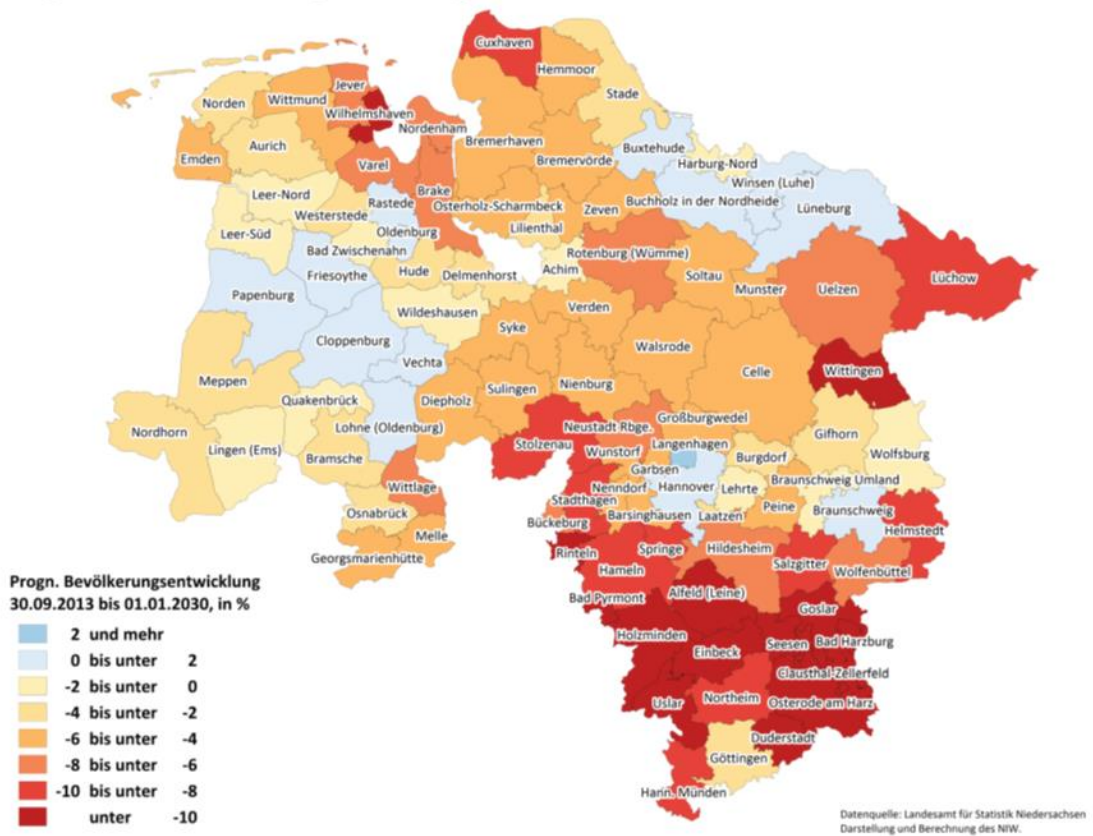 Cuxhaven
Hemmoor
Jever
Stade
Norden
Wittmund
Wilhelmshaven
Nordenham
Bremerhaven
Buxtehude
Aurich
Emden
Bremervörde
Harburg-Nord
Varel
Winsen (Luhe)
Leer-Nord
Brake
Rastede
Osterholz-Scharmbeck
Zeven
Buchholz in der Nordheide
Lüneburg
Westerstede
Lilienthal
Leer-Süd
Oldenburg
Bad Zwischenahn
Rotenburg (Wümme)
Friesoythe
Hude
Delmenhorst
Achim
Soltau
Lüchow
Papenburg
Munster
Uelzen
Wildeshausen
Verden
Syke
Cloppenburg
Walsrode
Vechta
Wittingen
Celle
Meppen
Sulingen
Nienburg
Quakenbrück
Diepholz
Großburgwedel
Nordhorn
Lohne (Oldenburg)
Neustadt Rbge.
Gifhorn
Lingen (Ems)
Stolzenau
Wunstorf
Langenhagen
Wolfsburg
Bramsche
Burgdorf
Garbsen
Braunschweig Umland
Wittlage
Nenndorf
Hannover
Lehrte
Stadthagen
Peine
Braunschweig
Osnabrück
Bückeburg
Barsinghausen
Laatzen
Helmstedt
Melle
Rinteln
Springe
Hildesheim
Georgsmarienhütte
Salzgitter
Hameln
Wolfenbüttel
Bad Pyrmont
Alfeld (Leine)
Goslar
Holzminden
Seesen
Bad Harzburg
Einbeck
Clausthal-Zellerfeld
Uslar
Northeim
Osterode am Harz
Duderstadt
Göttingen
Hann. Münden
Progn. Bevölkerungsentwicklung
30.09.2013 bis 01.01.2030, in %
2 und mehr
0 bis unter 2
-2 bis unter 0
-4 bis unter -2
-6 bis unter -4
-8 bis unter -6
-10 bis unter -8
unter -10
Datenquelle: Landesamt für Statistik Niedersachsen
Darstellung und Berechnung des NIW.